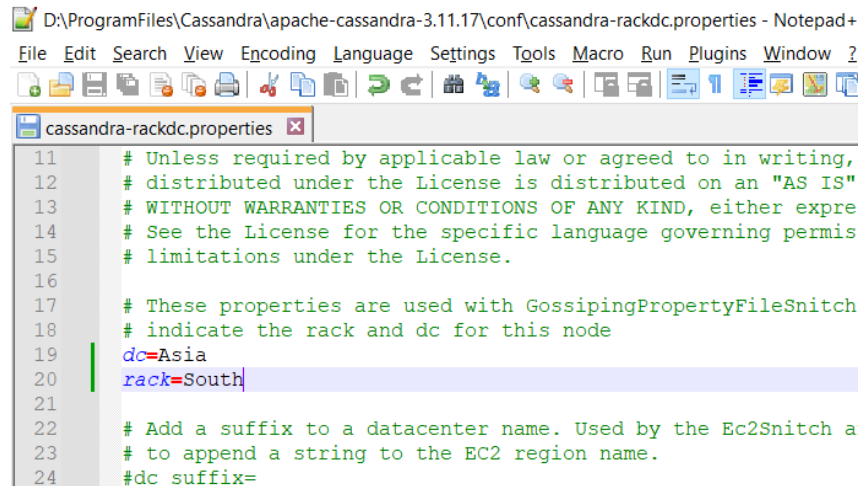 D:\ProgramFiles\Cassandra\apache-cassandra-3.11.17\conf\cassandra-rackdc.properties - Notepad+
File Edit Search View Encoding Language Settings Tools Macro Run Plugins Window ?
cassandra-rackdc.properties
11 # Unless required by applicable law or agreed to in writing,
12 # distributed under the License is distributed on an "AS IS"
13 # WITHOUT WARRANTIES OR CONDITIONS OF ANY KIND, either expre
14 # See the License for the specific language governing permis
15 # limitations under the License.
16
17 # These properties are used with GossipingPropertyFileSnitch
18 # indicate the rack and dc for this node
19 dc=Asia
20 rack=South
21
22 # Add a suffix to a datacenter name. Used by the Ec2Snitch a
23 # to append a string to the EC2 region name.
24 #dc_suffix=